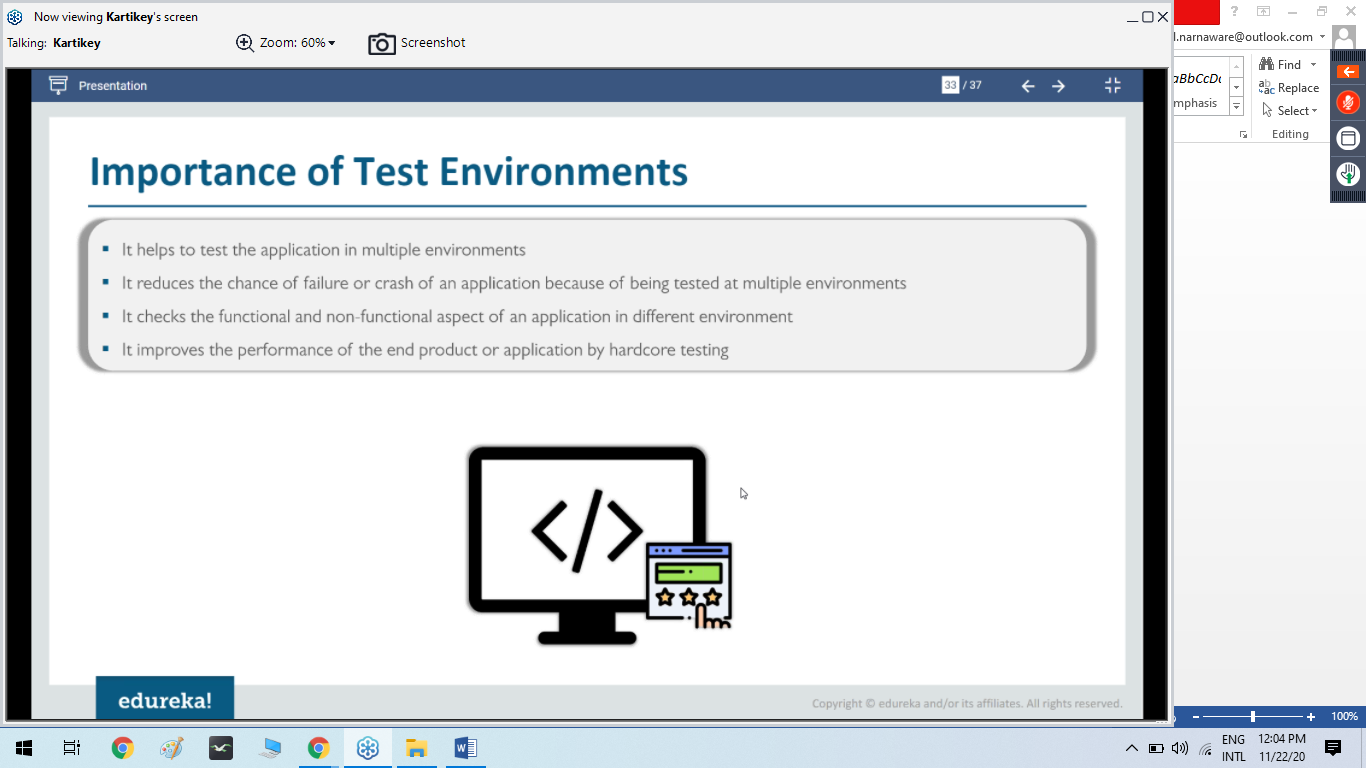 Now viewing Kartikey's screen
Talking: Kartikey
Zoom: 60%
Screenshot
l.narnaware@outlook.com
Find
Replace
Select
Editing
mphasis
Presentation
33 / 37
Importance of Test Environments
▪ It helps to test the application in multiple environments
▪ It reduces the chance of failure or crash of an application because of being tested at multiple environments
▪ It checks the functional and non-functional aspect of an application in different environment
▪ It improves the performance of the end product or application by hardcore testing
</>
edureka!
Copyright © edureka and/or its affiliates. All rights reserved.
100%
ENG
INTL
12:04 PM
11/22/20